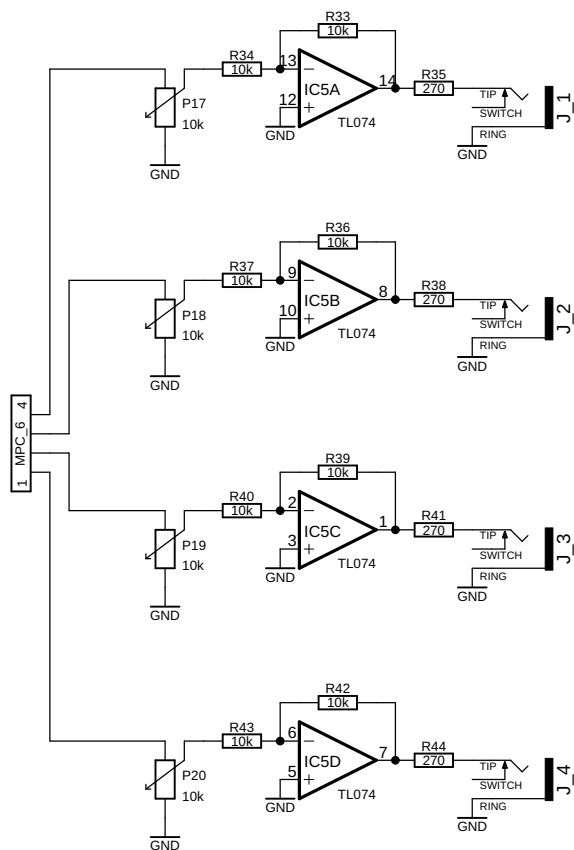 R33
10k
R34
10k
13
14
IC5A
12
TL074
GND
P17
10k
GND
R35
270
TIP
SWITCH
RING
GND
J_1
R36
10k
R37
10k
9
8
IC5B
10
TL074
GND
P18
10k
GND
R38
270
TIP
SWITCH
RING
GND
J_2
4
MPC_6
1
R39
10k
R40
10k
2
1
IC5C
3
TL074
GND
P19
10k
GND
R41
270
TIP
SWITCH
RING
GND
J_3
R42
10k
R43
10k
6
7
IC5D
5
TL074
GND
P20
10k
GND
R44
270
TIP
SWITCH
RING
GND
J_4